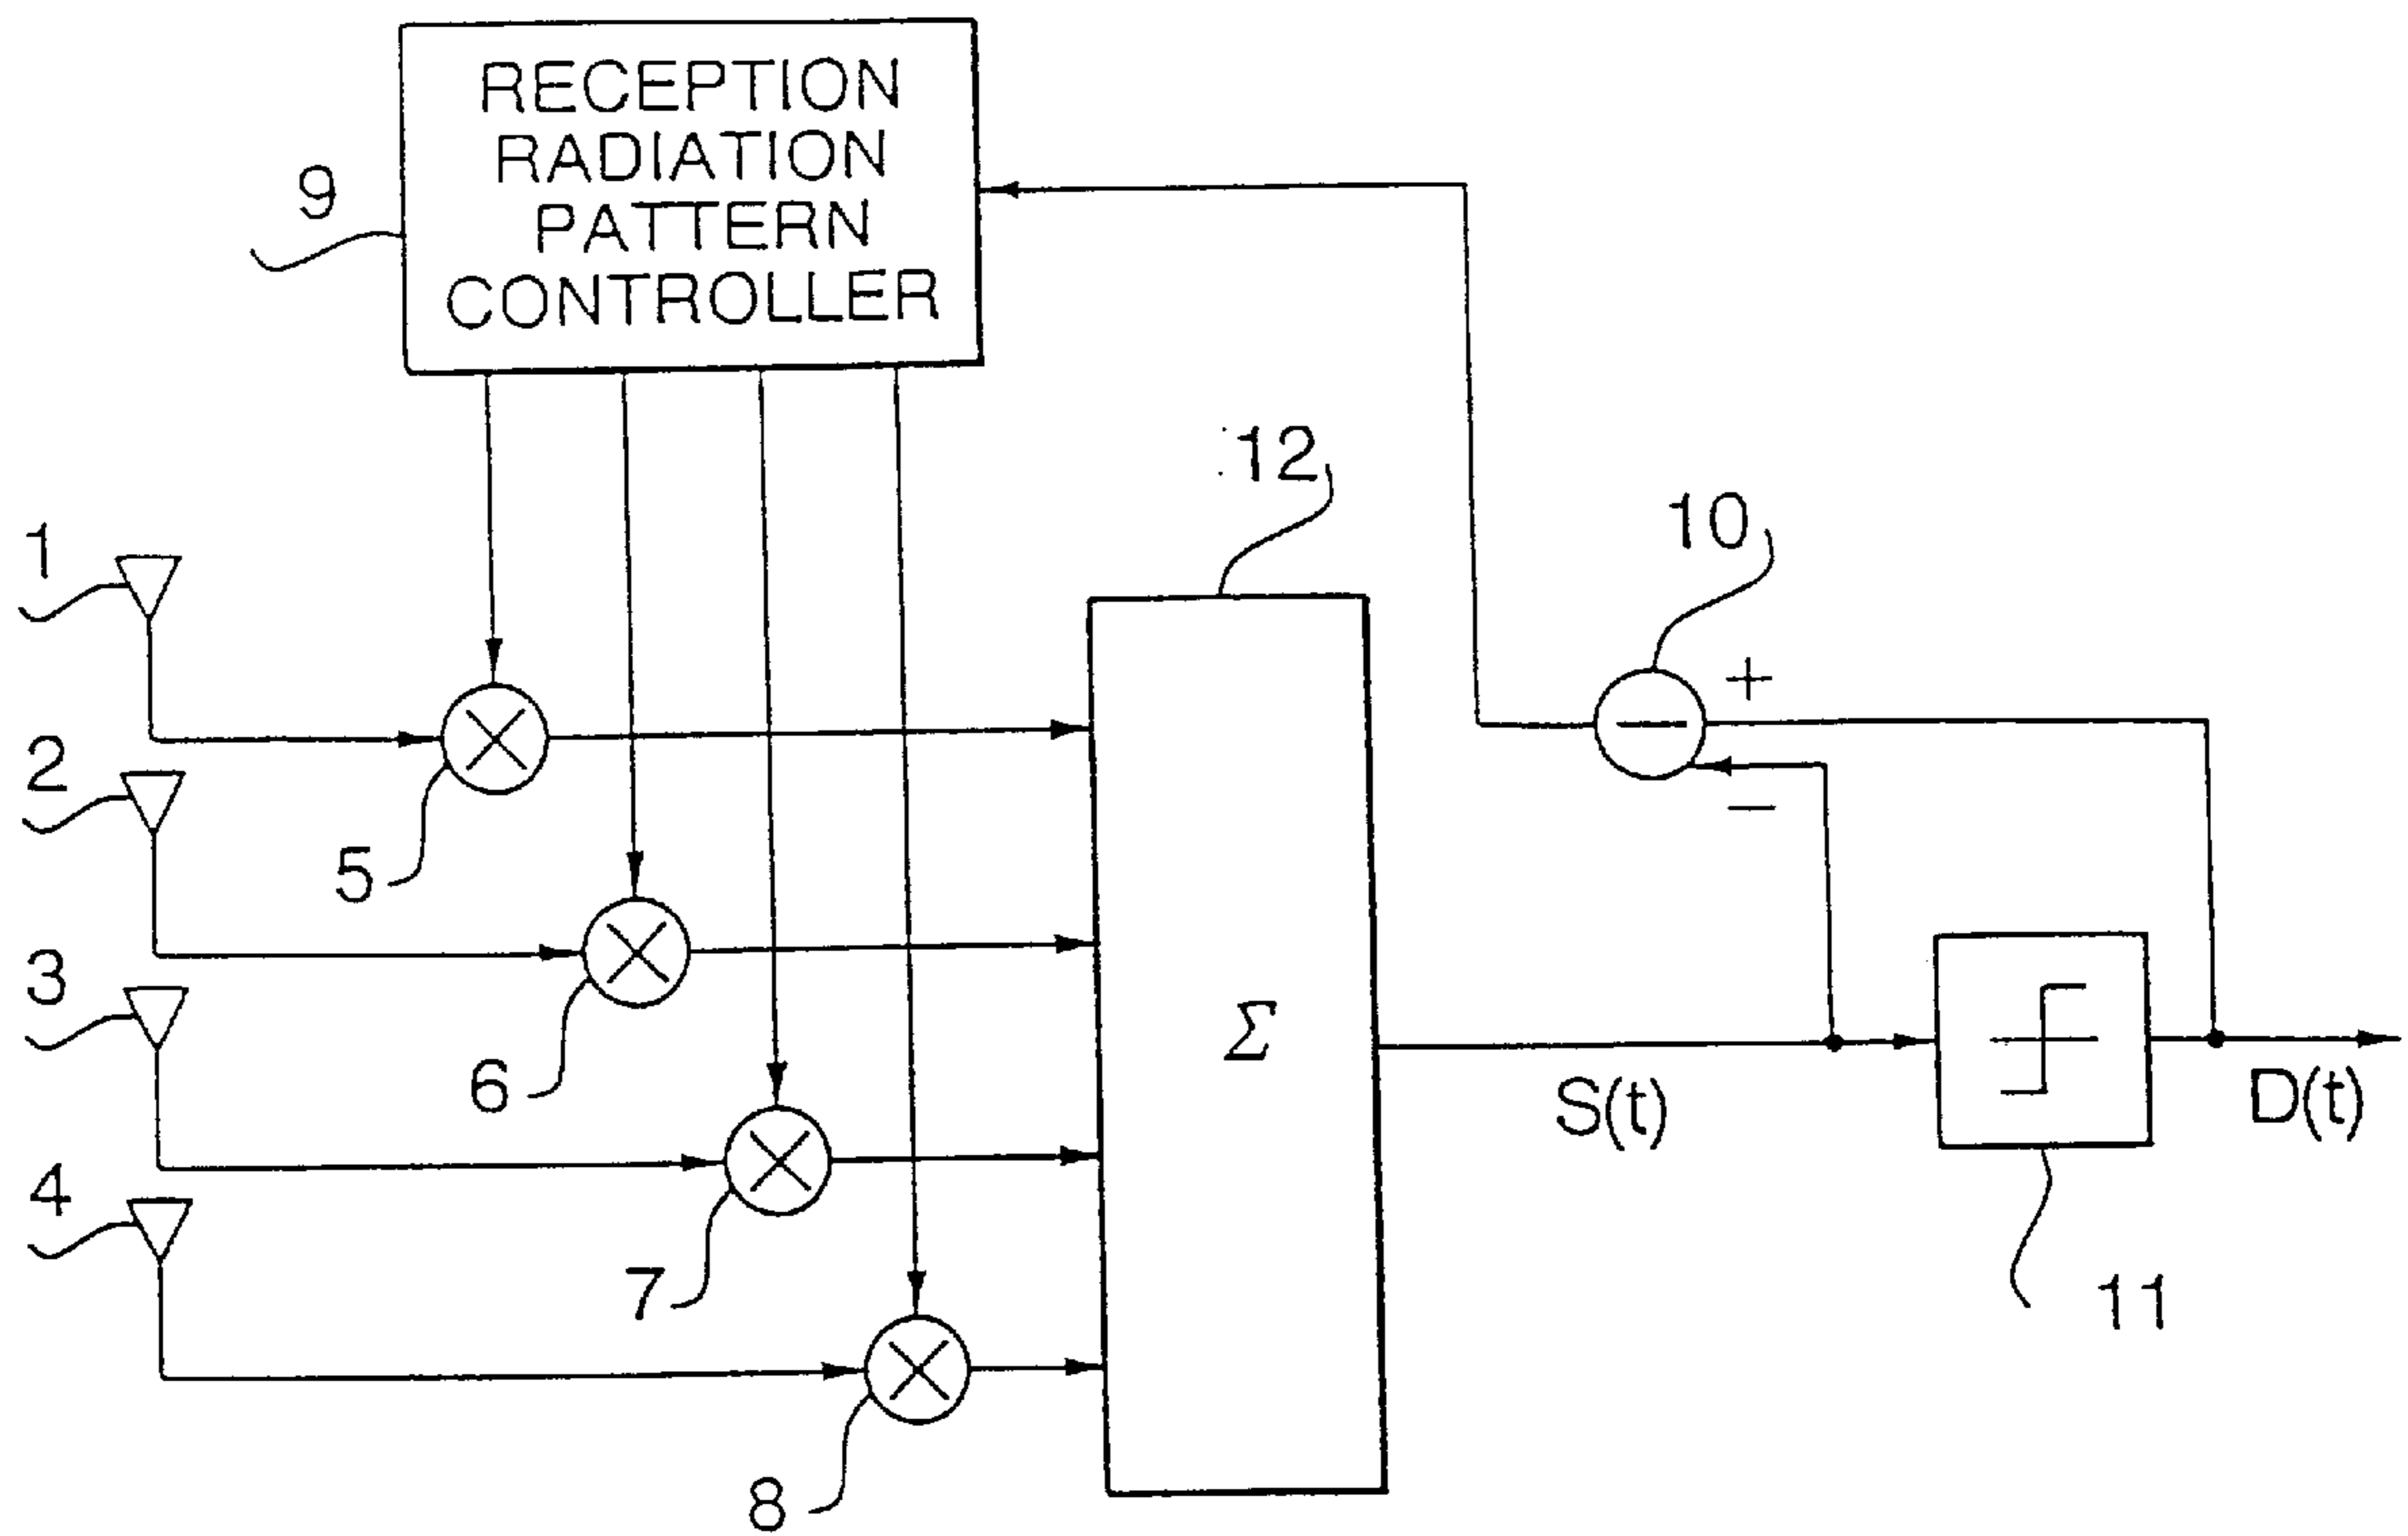 RECEPTION
RADIATION
PATTERN
CONTROLLER
9
12
10
+
−
1
2
3
4
5
6
7
8
Σ
S(t)
D(t)
11